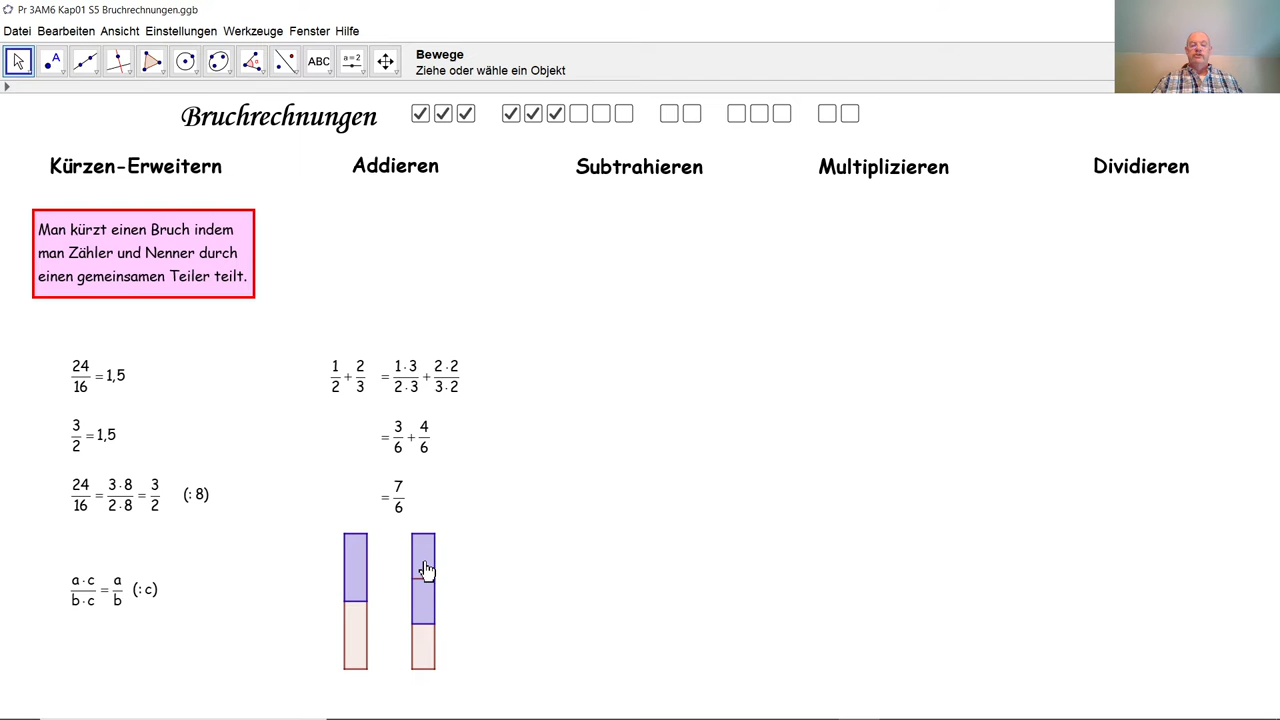 Pr 3AM6 Kap01 S5 Bruchrechnungen.ggb
Datei Bearbeiten Ansicht Einstellungen Werkzeuge Fenster Hilfe
A
ABC
a=2
Bewege
Ziehe oder wähle ein Objekt
Bruchrechnungen
Kürzen-Erweitern
Addieren
Subtrahieren
Multiplizieren
Dividieren
Man kürzt einen Bruch indem
man Zähler und Nenner durch
einen gemeinsamen Teiler teilt.
24/16 = 1,5
3/2 = 1,5
24/16 = 3·8/2·8 = 3/2 (: 8)
a·c/b·c = a/b (: c)
1/2 + 2/3 = 1·3/2·3 + 2·2/3·2
= 3/6 + 4/6
= 7/6